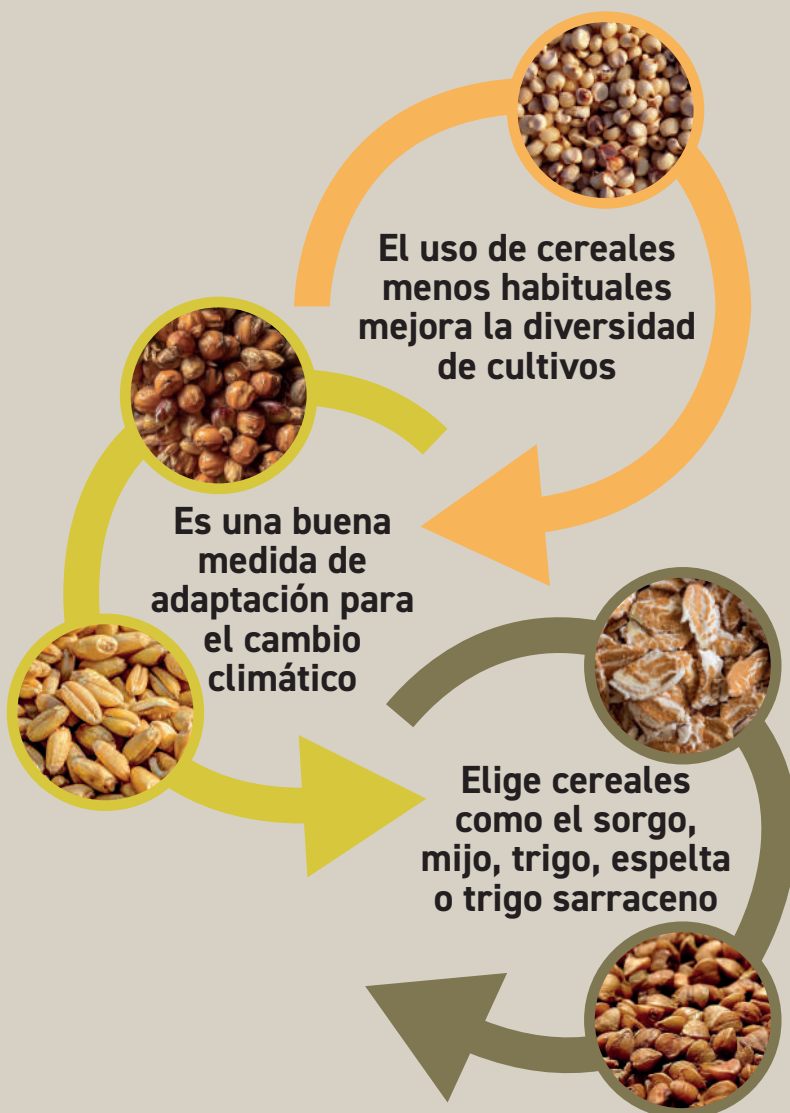 El uso de cereales
menos habituales
mejora la diversidad
de cultivos
Es una buena
medida de
adaptación para
el cambio
climático
Elige cereales
como el sorgo,
mijo, trigo, espelta
o trigo sarraceno